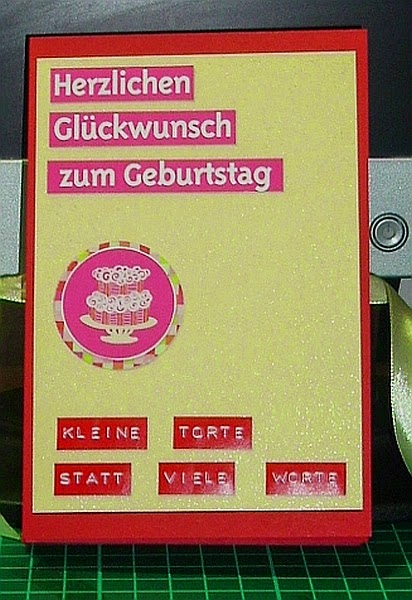 Herzlichen
Glückwunsch
zum Geburtstag
KLEINE TORTE
STATT VIELE WORTE